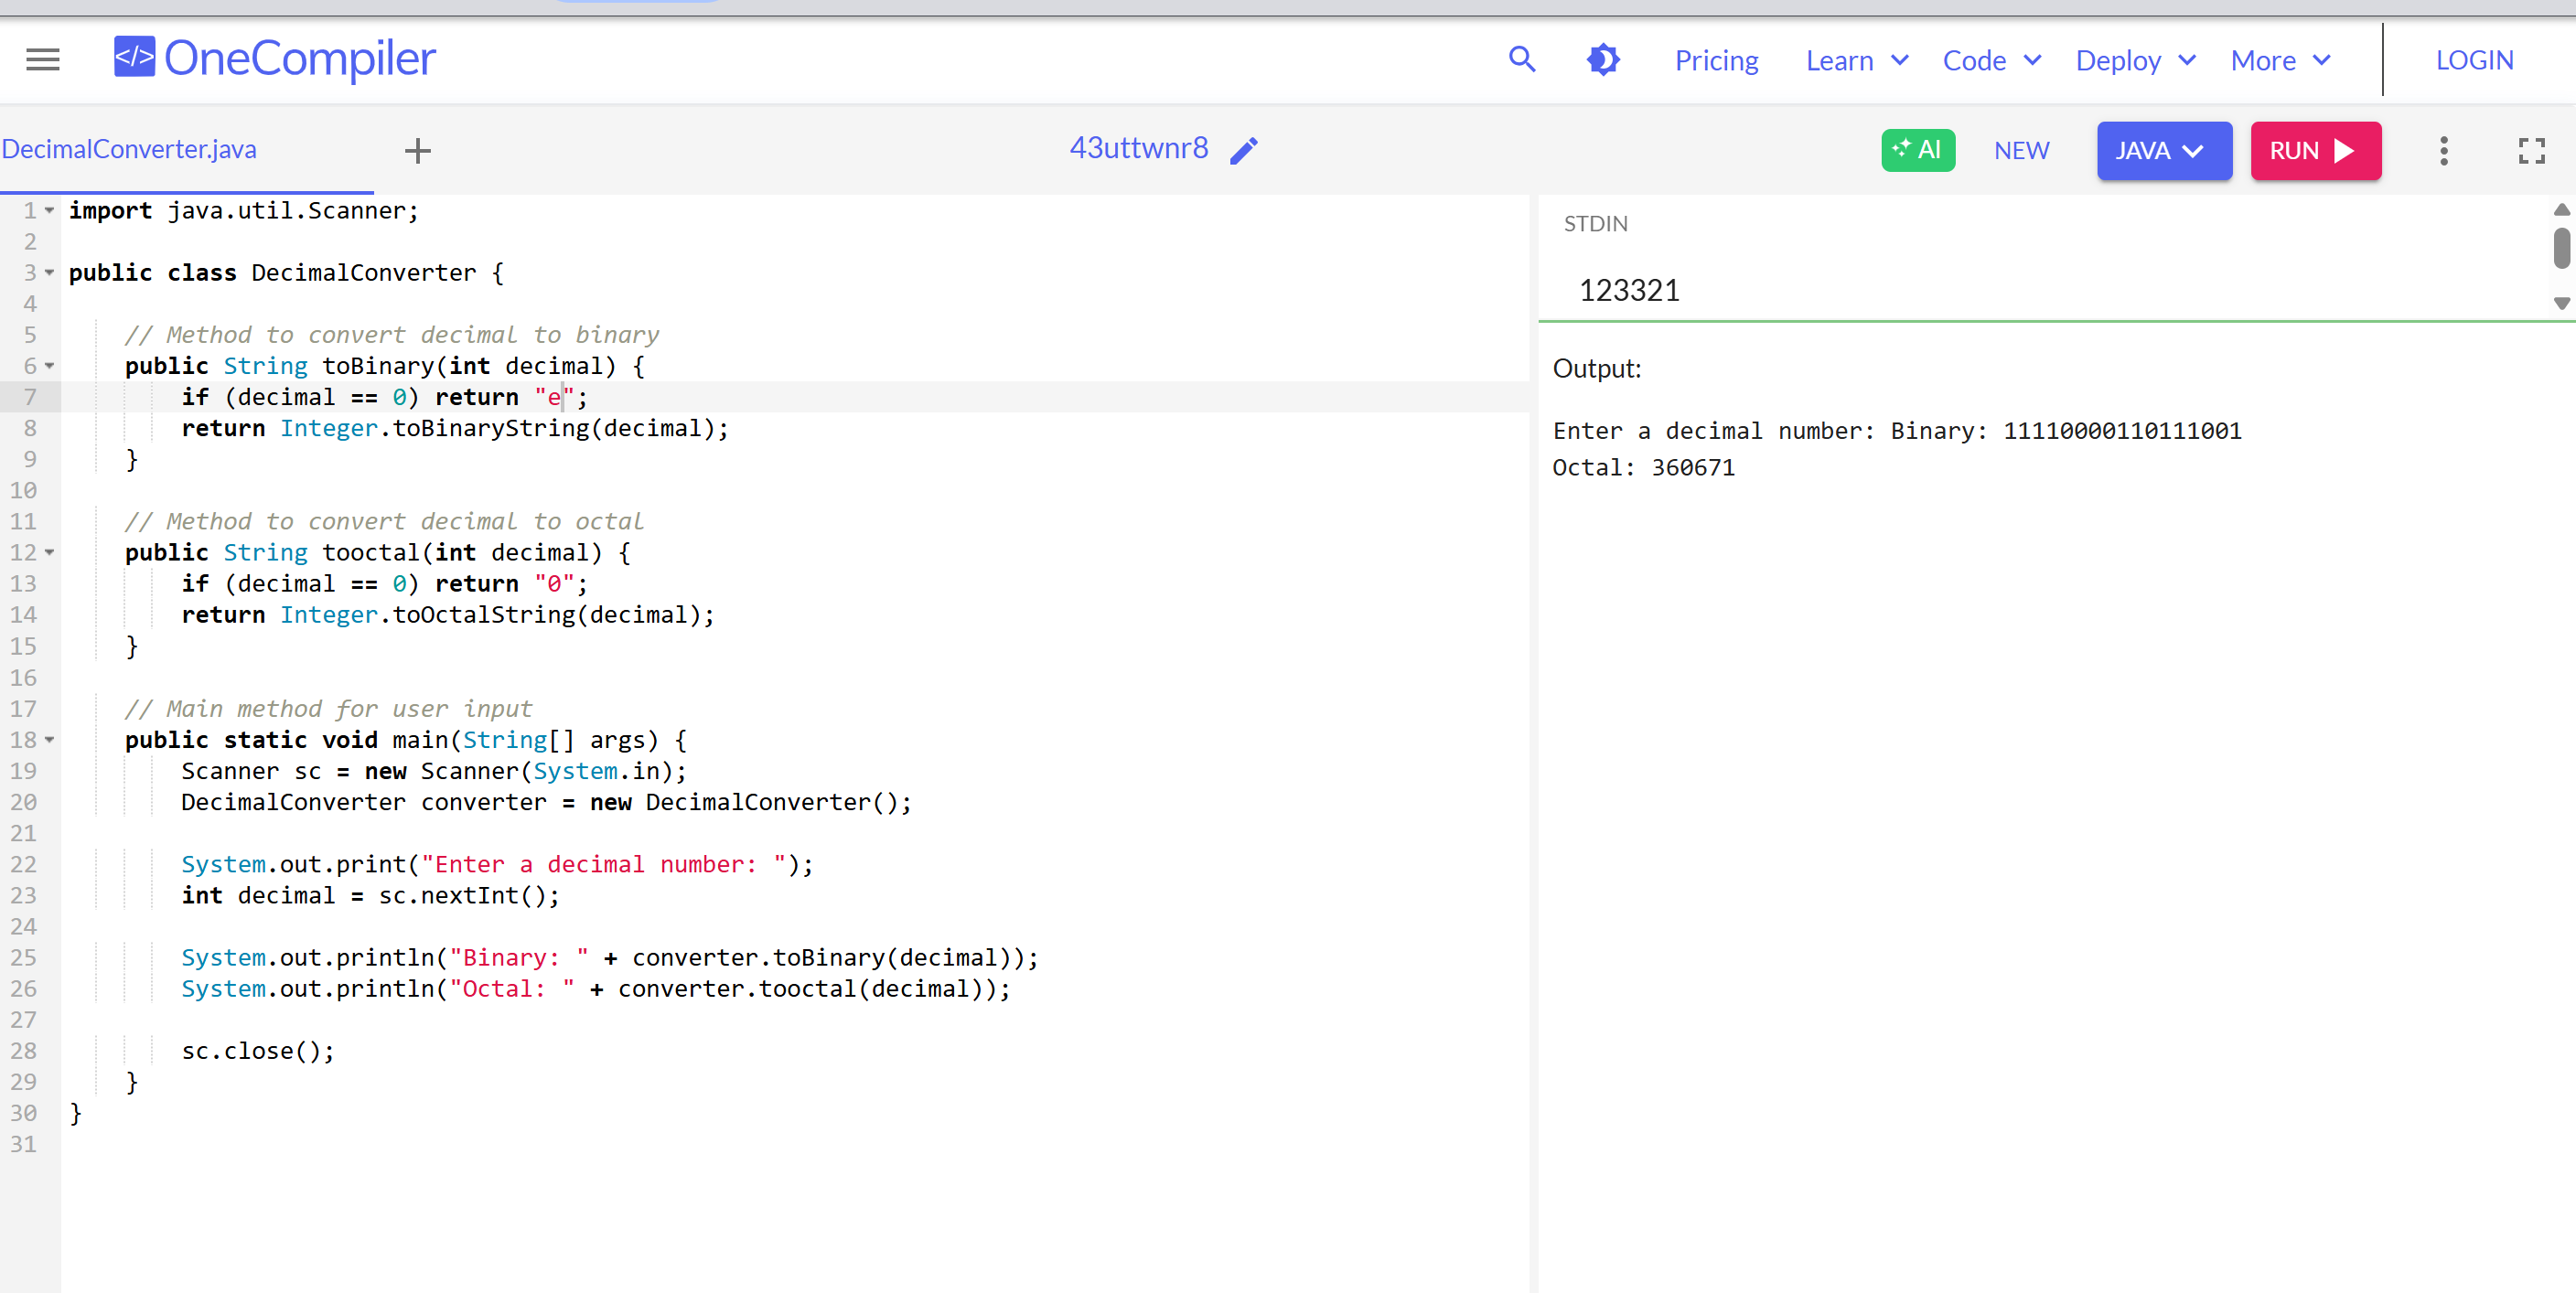 </> OneCompiler
Pricing Learn Code Deploy More LOGIN
DecimalConverter.java + 43uttwnr8 AI NEW JAVA RUN
1 import java.util.Scanner;
2
3 public class DecimalConverter {
4
5 // Method to convert decimal to binary
6 public String toBinary(int decimal) {
7 if (decimal == 0) return "e";
8 return Integer.toBinaryString(decimal);
9 }
10
11 // Method to convert decimal to octal
12 public String tooctal(int decimal) {
13 if (decimal == 0) return "0";
14 return Integer.toOctalString(decimal);
15 }
16
17 // Main method for user input
18 public static void main(String[] args) {
19 Scanner sc = new Scanner(System.in);
20 DecimalConverter converter = new DecimalConverter();
21
22 System.out.print("Enter a decimal number: ");
23 int decimal = sc.nextInt();
24
25 System.out.println("Binary: " + converter.toBinary(decimal));
26 System.out.println("Octal: " + converter.tooctal(decimal));
27
28 sc.close();
29 }
30 }
31
STDIN
123321
Output:
Enter a decimal number: Binary: 11110000110111001
Octal: 360671